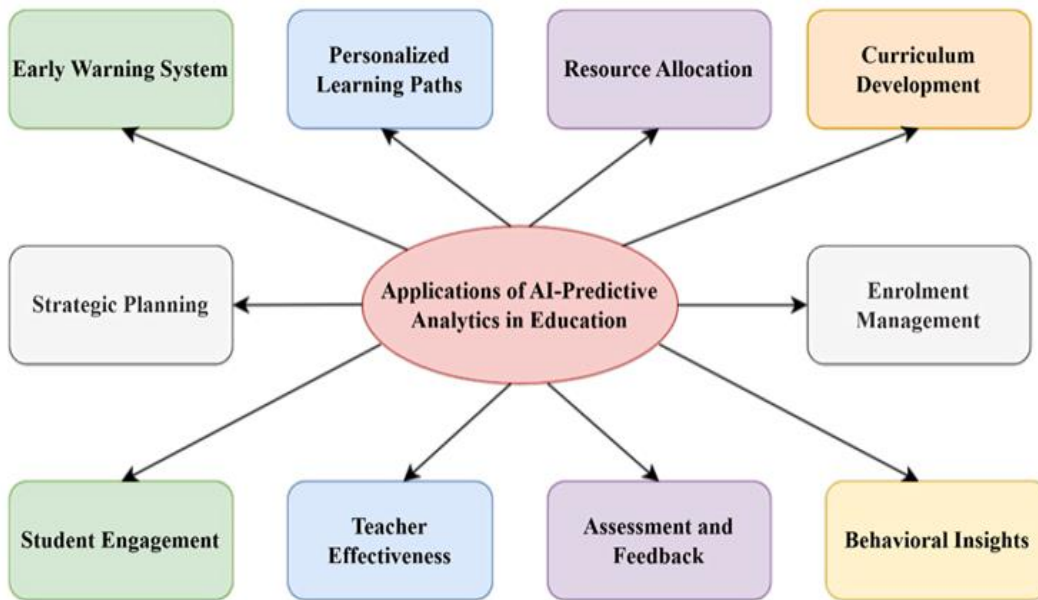 Early Warning System
Personalized
Learning Paths
Resource Allocation
Curriculum
Development
Strategic Planning
Applications of AI-Predictive
Analytics in Education
Enrolment
Management
Student Engagement
Teacher
Effectiveness
Assessment and
Feedback
Behavioral Insights